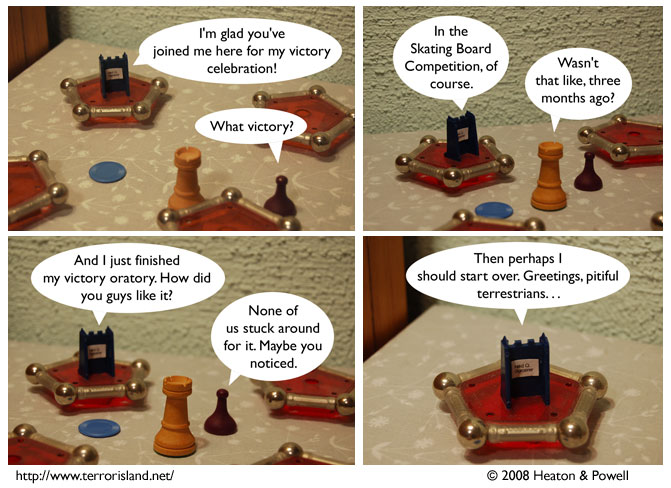 I'm glad you've
joined me here for my victory
celebration!
What victory?
In the
Skating Board
Competition, of
course.
Wasn't
that like, three
months ago?
And I just finished
my victory oratory. How did
you guys like it?
None of
us stuck around
for it. Maybe you
noticed.
Then perhaps I
should start over. Greetings, pitiful
terrestrians. . .
http://www.terrorisland.net/
© 2008 Heaton & Powell